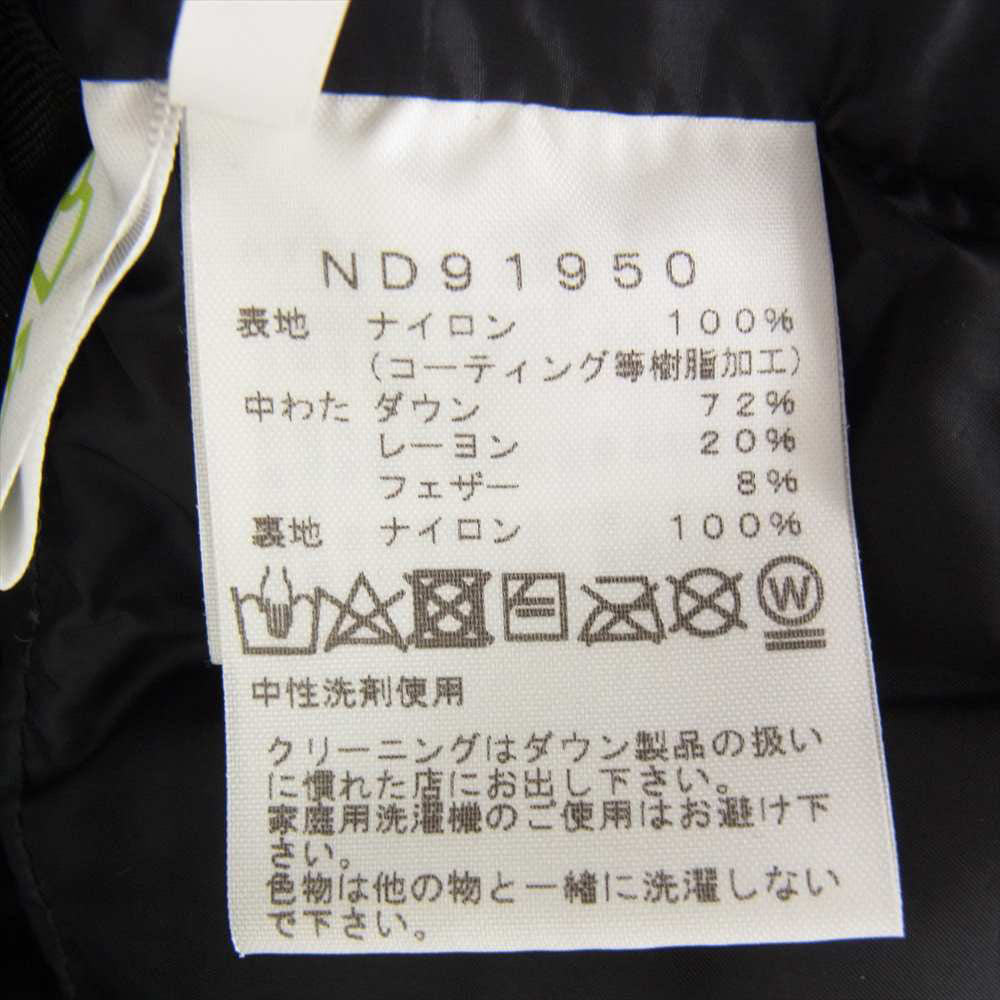 ND91950
表地 ナイロン 100%
(コーティング等樹脂加工)
中わた ダウン 72%
レーヨン 20%
フェザー 8%
裏地 ナイロン 100%
W
中性洗剤使用
クリーニングはダウン製品の扱い
に慣れた店にお出し下さい。
家庭用洗濯機のご使用はお避け下
さい。
色物は他の物と一緒に洗濯しない
で下さい。